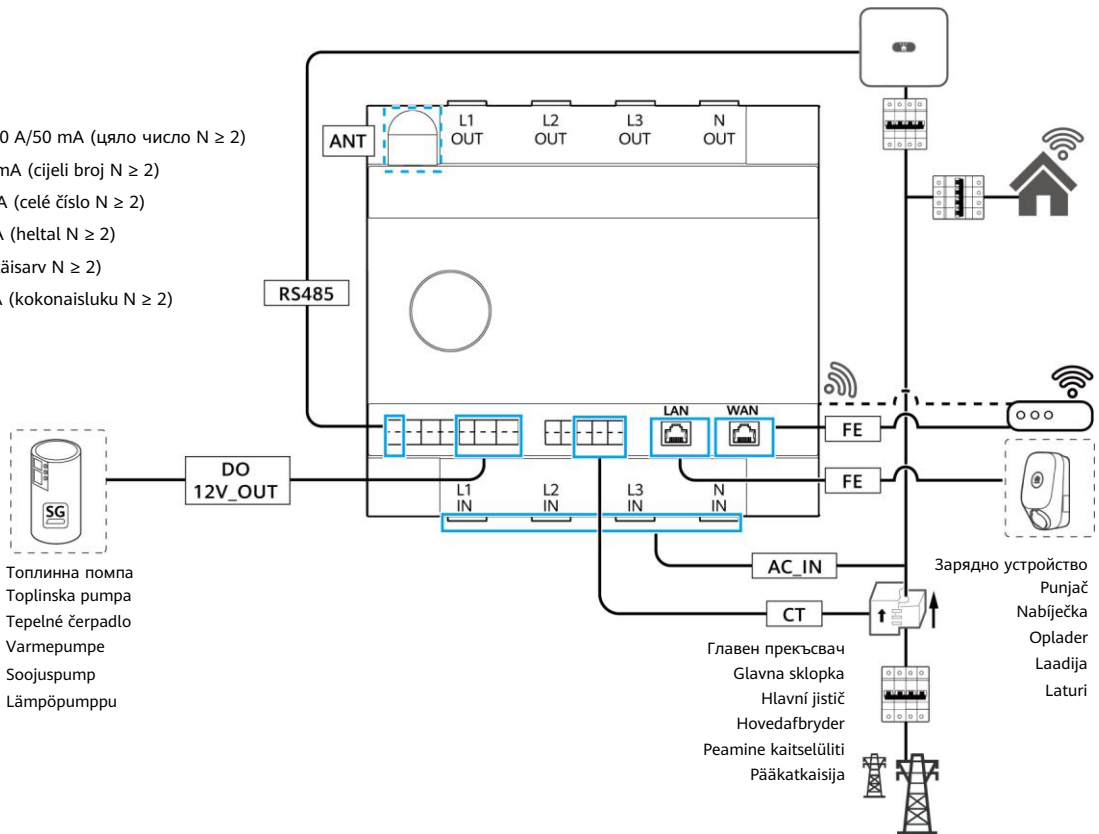 0 A/50 mA (цяло число N ≥ 2)
mA (cijeli broj N ≥ 2)
A (celé číslo N ≥ 2)
A (heltal N ≥ 2)
äisarv N ≥ 2)
A (kokonaisluku N ≥ 2)
ANT
L1 OUT
L2 OUT
L3 OUT
N OUT
RS485
LAN
WAN
FE
FE
DO
12V_OUT
SG
L1 IN
L2 IN
L3 IN
N IN
AC_IN
CT
Топлинна помпа
Toplinska pumpa
Tepelné čerpadlo
Varmepumpe
Soojuspump
Lämpöpumppu
Зарядно устройство
Punjač
Nabíječka
Oplader
Laadija
Laturi
Главен прекъсвач
Glavna sklopka
Hlavní jistič
Hovedafbryder
Peamine kaitselüliti
Pääkatkaisija